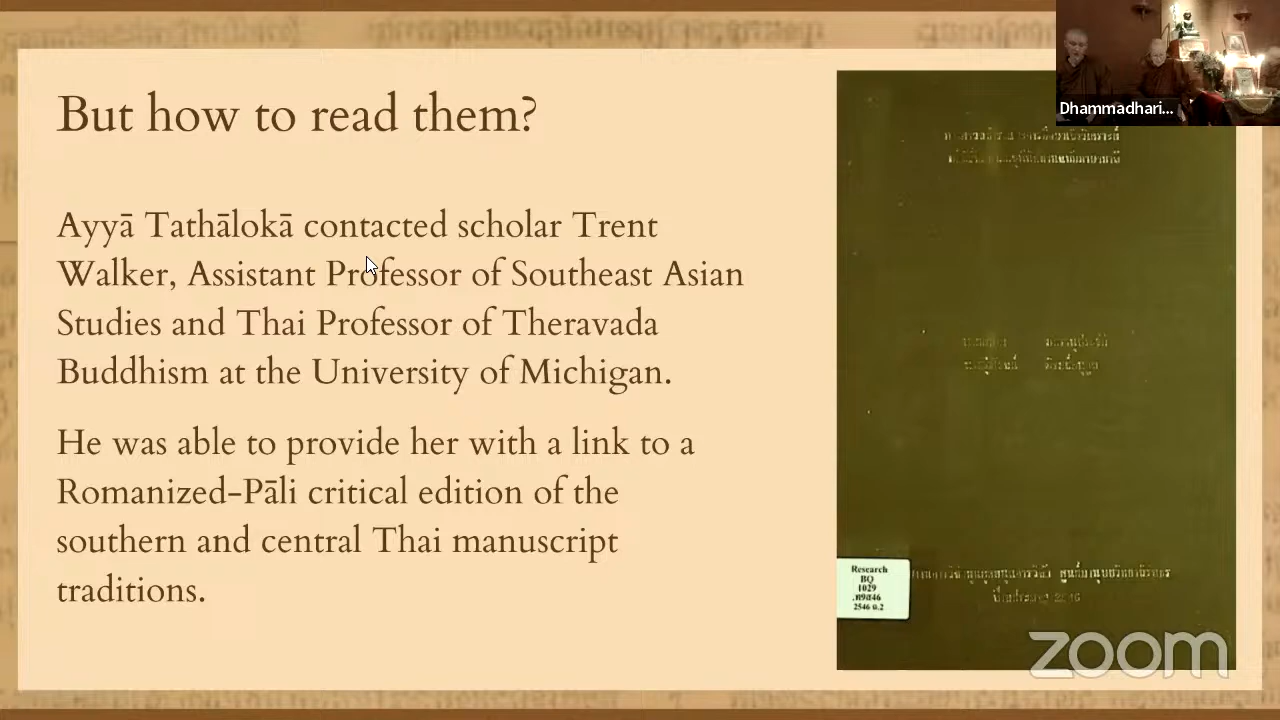 But how to read them?
Ayyā Tathālokā contacted scholar Trent
Walker, Assistant Professor of Southeast Asian
Studies and Thai Professor of Theravada
Buddhism at the University of Michigan.
He was able to provide her with a link to a
Romanized-Pāli critical edition of the
southern and central Thai manuscript
traditions.
Dhammadhari...
Research
BQ
1029
2546
zoom